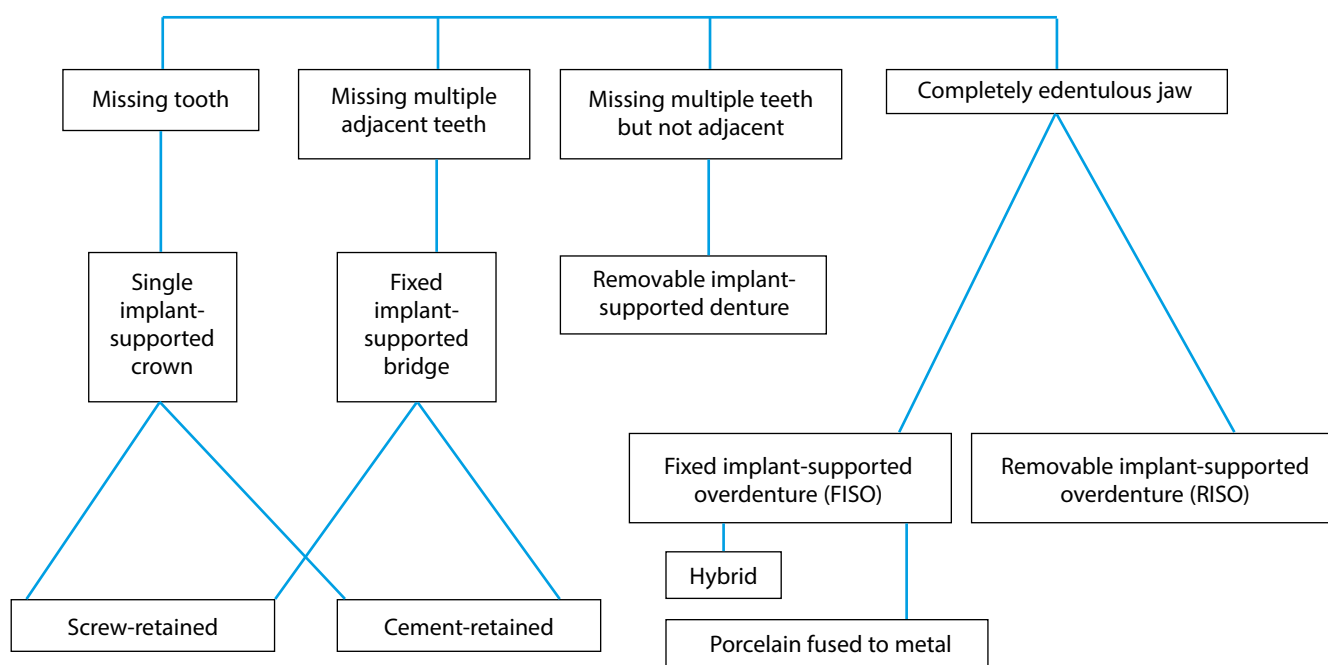 Missing tooth
Missing multiple
adjacent teeth
Missing multiple teeth
but not adjacent
Completely edentulous jaw
Single
implant-
supported
crown
Fixed
implant-
supported
bridge
Removable implant-
supported denture
Fixed implant-supported
overdenture (FISO)
Removable implant-supported
overdenture (RISO)
Hybrid
Screw-retained
Cement-retained
Porcelain fused to metal